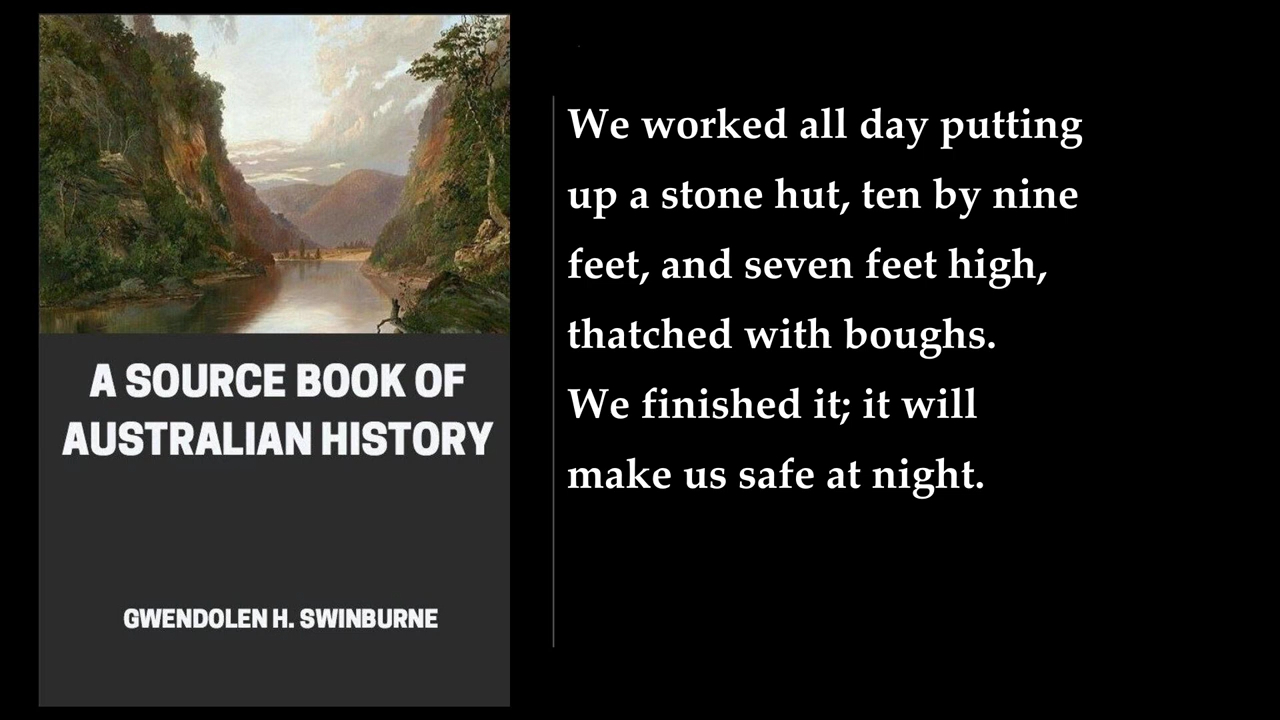 A SOURCE BOOK OF
AUSTRALIAN HISTORY
GWENDOLEN H. SWINBURNE
We worked all day putting
up a stone hut, ten by nine
feet, and seven feet high,
thatched with boughs.
We finished it; it will
make us safe at night.